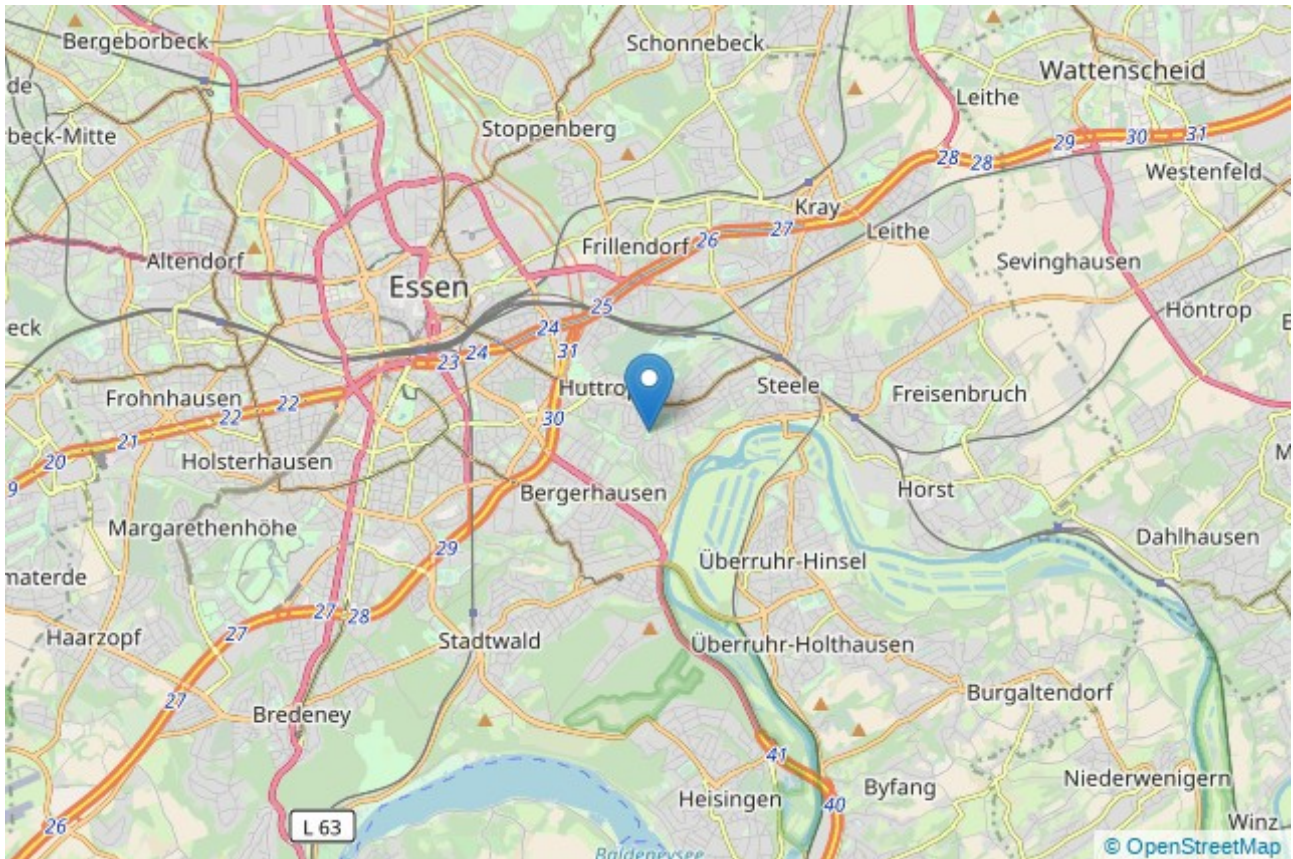 Bergeborbeck
Schonnebeck
Wattenscheid
Leithe
de
beck-Mitte
Stoppenberg
29
30
31
28
28
Westenfeld
Kray
27
Leithe
26
Frillendorf
Altendorf
Sevinghausen
Essen
25
Höntrop
eck
24
24
31
23
Huttrop
Steele
Freisenbruch
Frohnhausen
22
22
30
21
20
9
Holsterhausen
Bergerhausen
Horst
Margarethenhöhe
Dahlhausen
29
Überruhr-Hinsel
materde
27
28
27
Haarzopf
Stadtwald
Überruhr-Holthausen
27
Burgaltendorf
Bredeney
41
Niederwenigern
Byfang
Heisingen
40
26
L 63
Winz
Baldeneysee
© OpenStreetMap